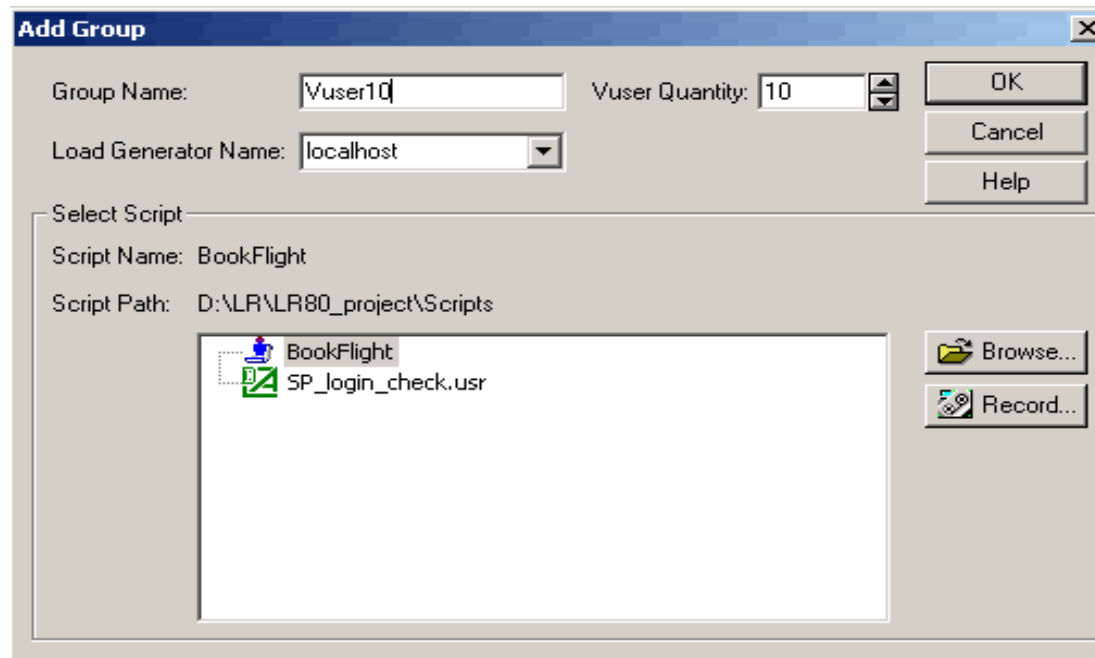 Add Group
Group Name: Vuser10 Vuser Quantity: 10 OK
Load Generator Name: localhost Cancel
Help
Select Script
Script Name: BookFlight
Script Path: D:\LR\LR80_project\Scripts
BookFlight Browse...
SP_login_check.usr Record...